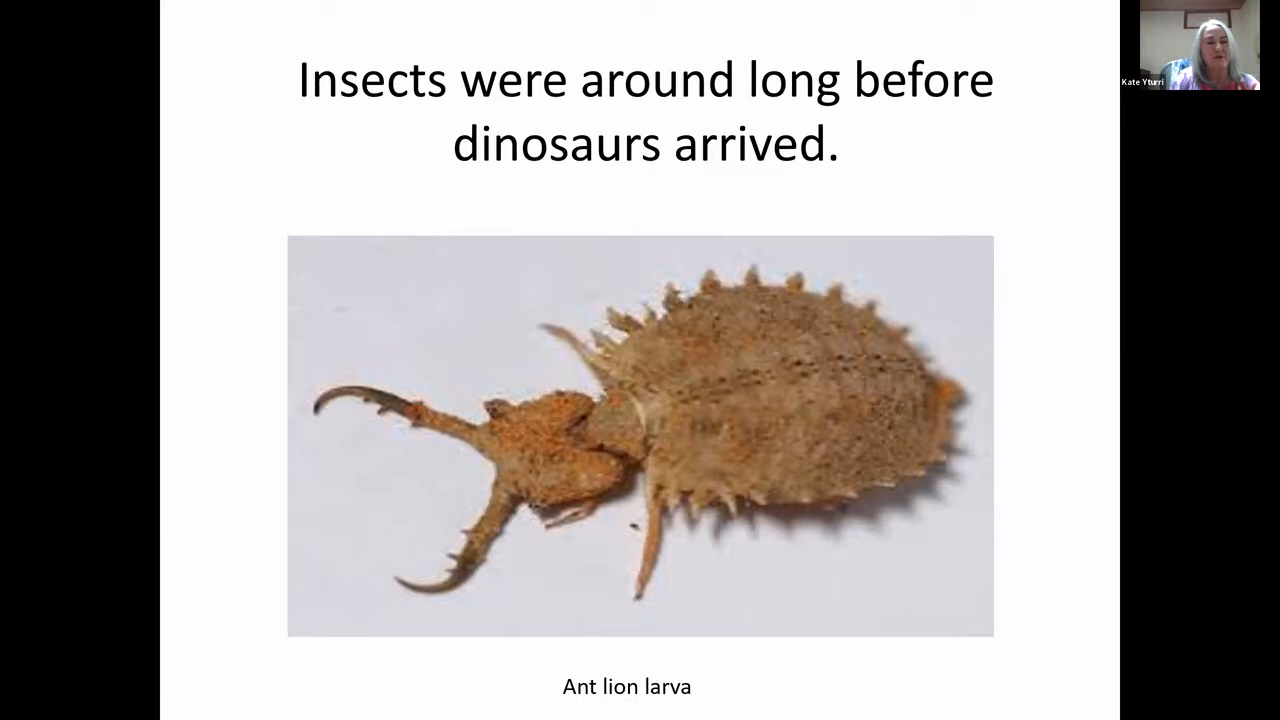 Insects were around long before
dinosaurs arrived.
Kate Yturri
Ant lion larva